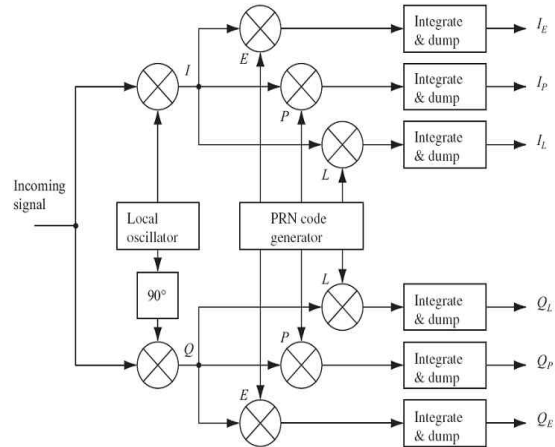 Integrate
& dump
I_E
E
I
Integrate
& dump
I_P
P
Integrate
& dump
I_L
L
Incoming
signal
Local
oscillator
PRN code
generator
90°
L
Integrate
& dump
Q_L
Q
P
Integrate
& dump
Q_P
E
Integrate
& dump
Q_E